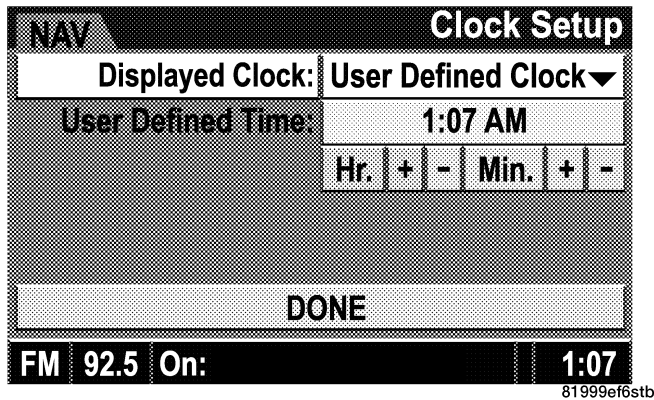 NAV Clock Setup
Displayed Clock: User Defined Clock
User Defined Time: 1:07 AM
Hr. + - Min. + -
DONE
FM 92.5 On: 1:07
81999ef6stb